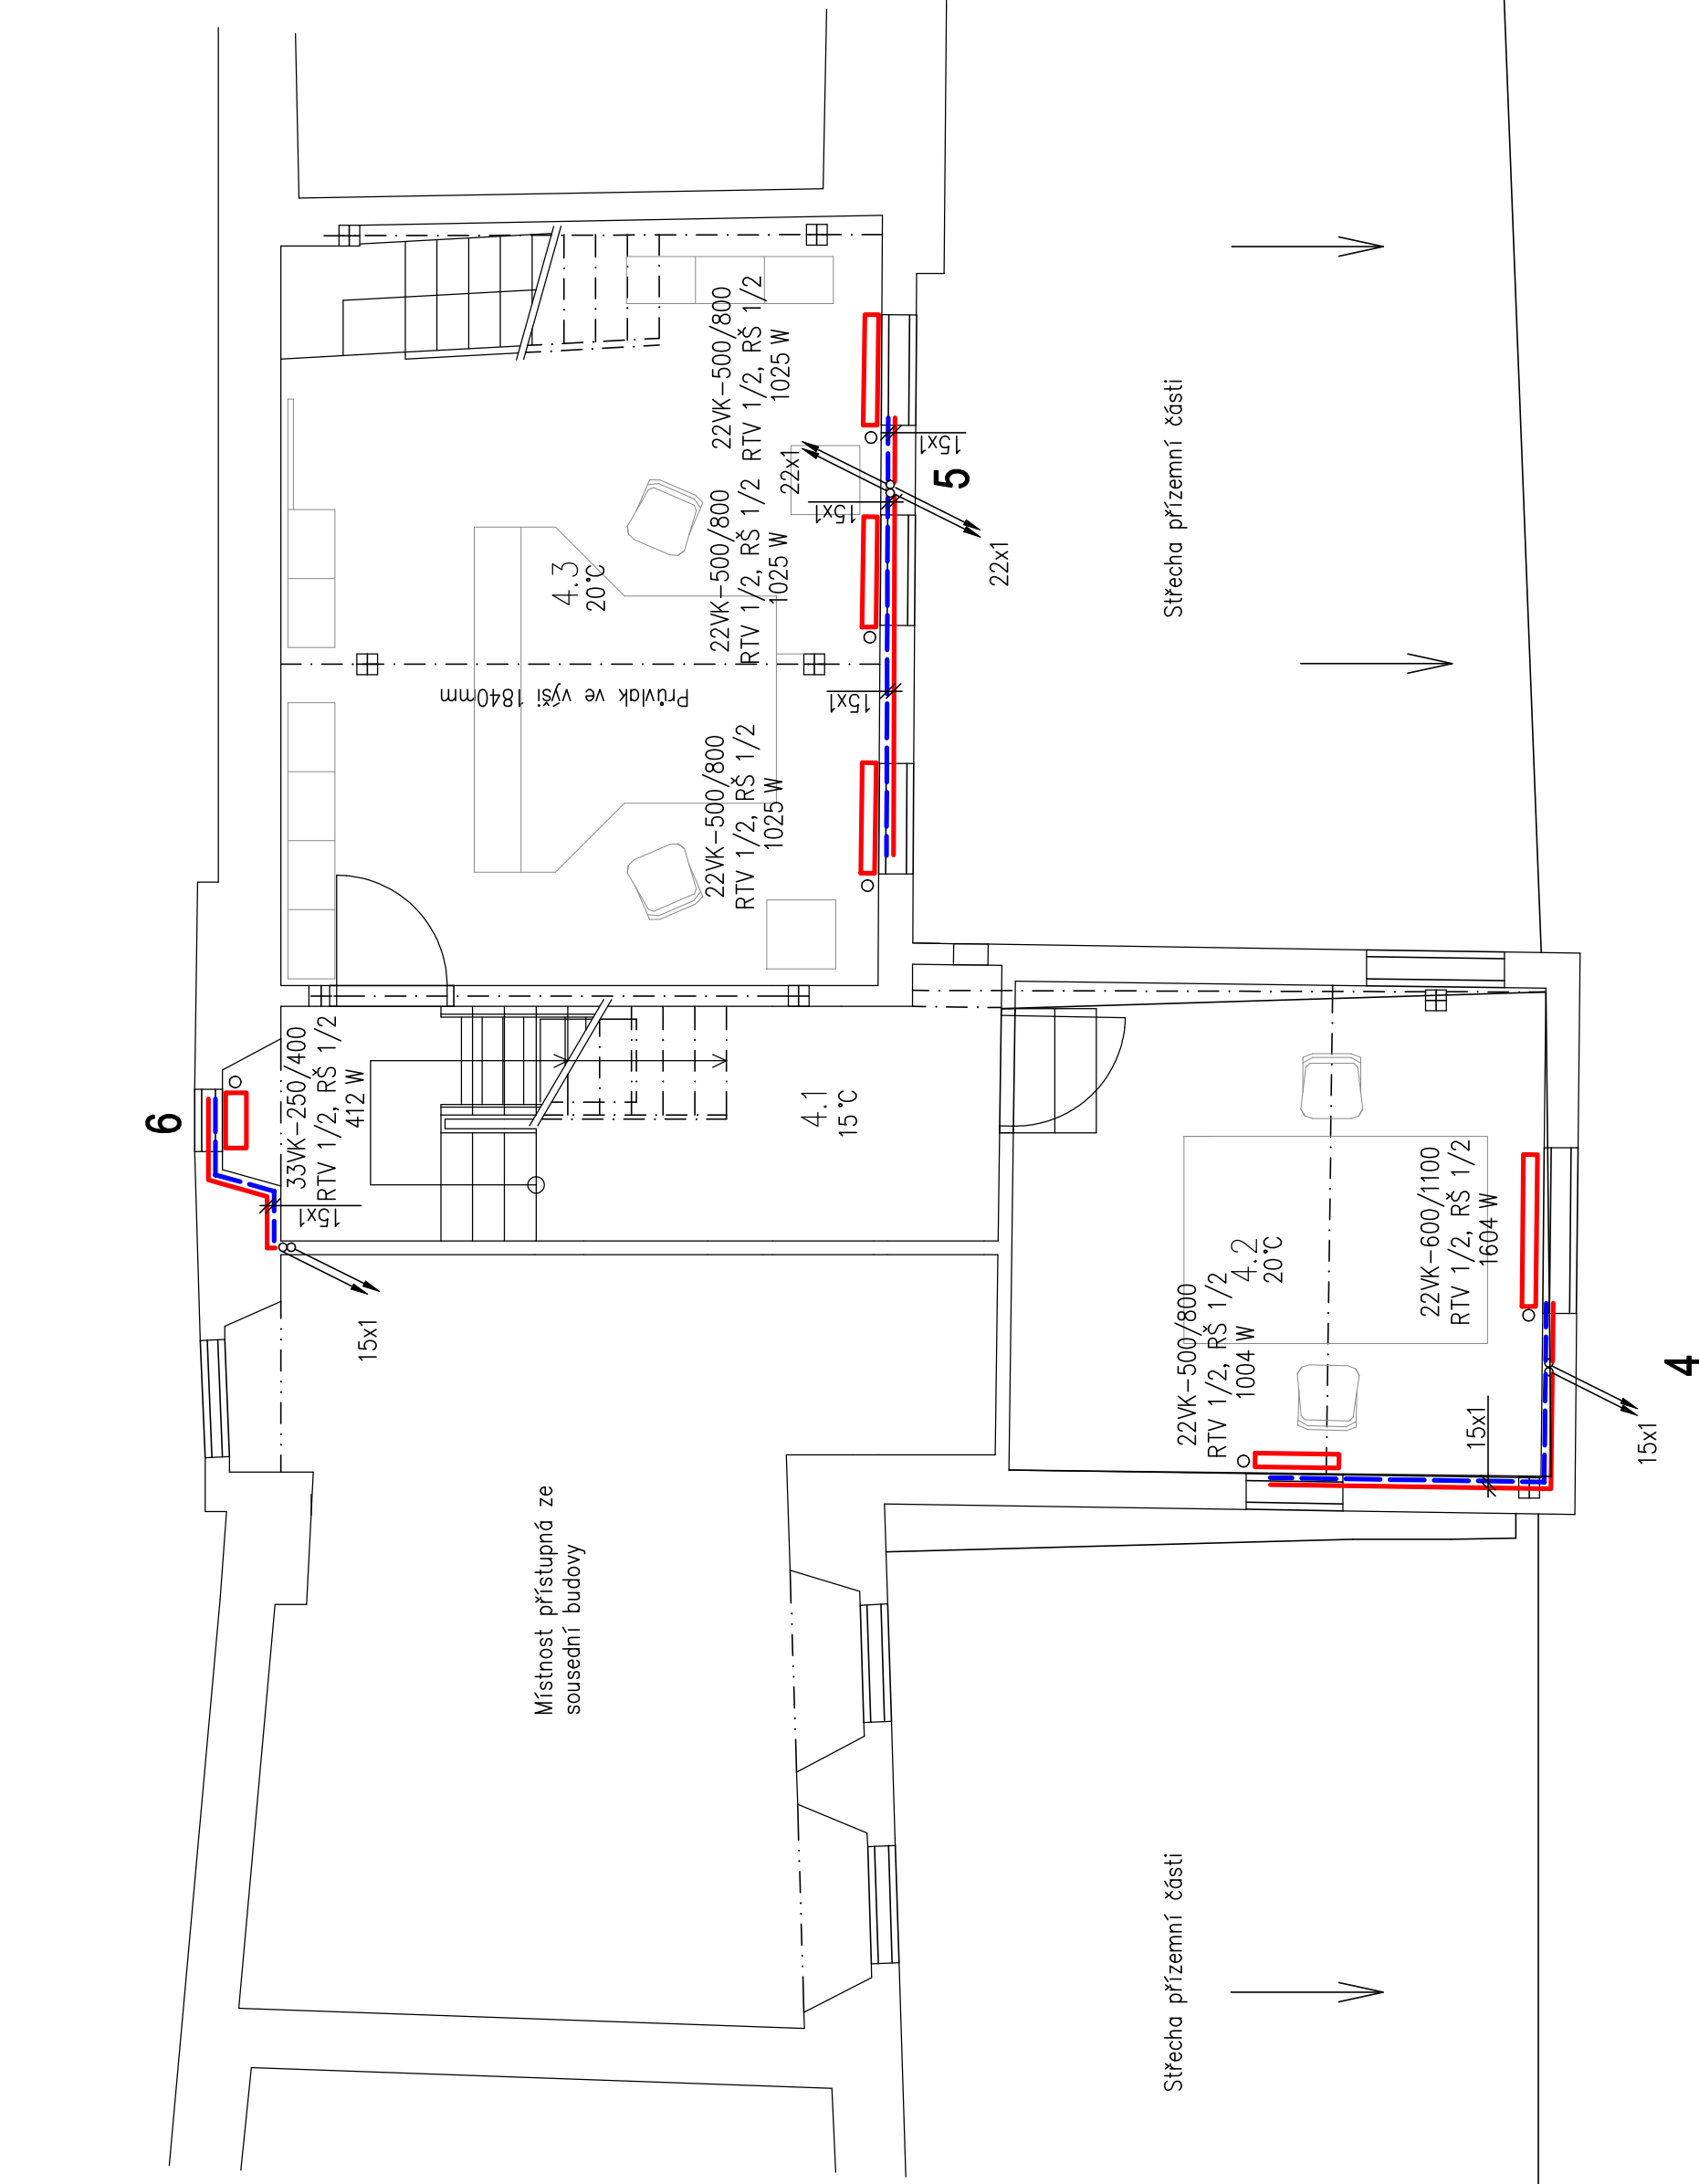 6
33VK-250/400
RTV 1/2, RŠ 1/2
412 W
15x1
15x1
4.1
15°C
4.3
20°C
Průvlak ve výši 1840mm
22VK-500/800
RTV 1/2, RŠ 1/2
1025 W
22VK-500/800
RTV 1/2, RŠ 1/2
1025 W
22VK-500/800
RTV 1/2, RŠ 1/2
1025 W
22x1
15x1
15x1
15x1
5
22x1
Střecha přízemní části
4.2
20°C
22VK-500/800
RTV 1/2, RŠ 1/2
1004 W
22VK-600/1100
RTV 1/2, RŠ 1/2
1604 W
15x1
15x1
4
Místnost přístupná ze
sousední budovy
Střecha přízemní části